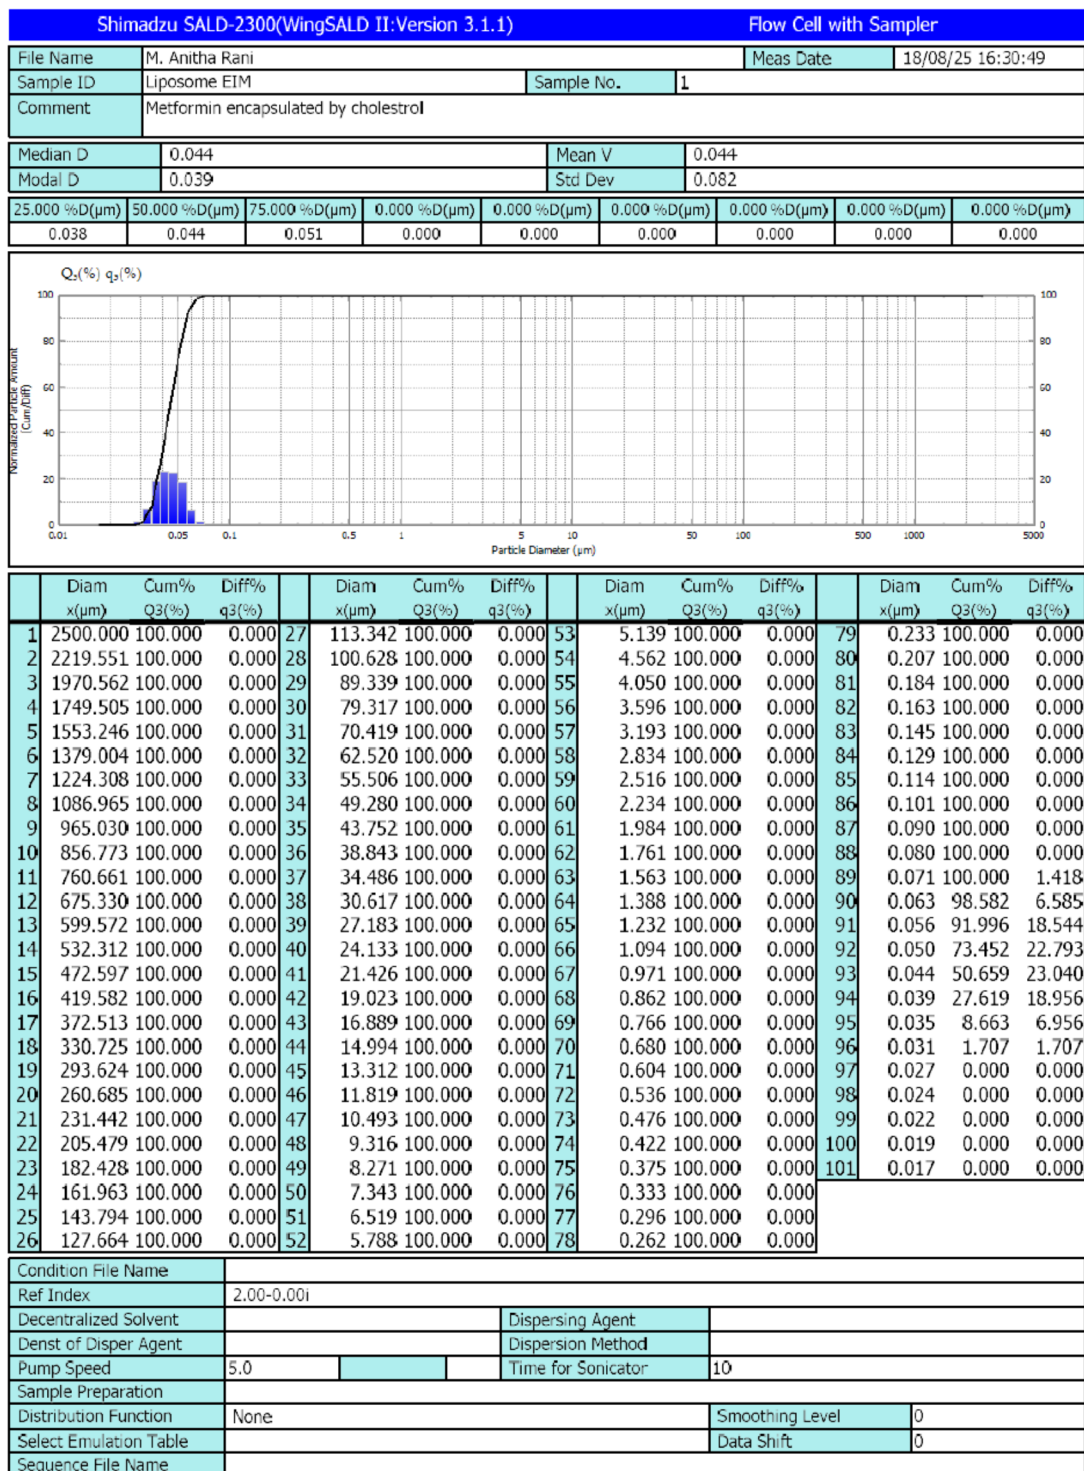 Shimadzu SALD-2300(WingSALD II:Version 3.1.1) Flow Cell with Sampler
File Name M. Anitha Rani Meas Date 18/08/25 16:30:49
Sample ID Liposome EIM Sample No. 1
Comment Metformin encapsulated by cholestrol
Median D 0.044 Mean V 0.044
Modal D 0.039 Std Dev 0.082
25.000 %D(µm) 50.000 %D(µm) 75.000 %D(µm) 0.000 %D(µm) 0.000 %D(µm) 0.000 %D(µm) 0.000 %D(µm) 0.000 %D(µm) 0.000 %D(µm)
0.038 0.044 0.051 0.000 0.000 0.000 0.000 0.000 0.000
Q₃(%) q₃(%)
Normalized Particle Amount
(Cum/Diff)
100 100
80 80
60 60
40 40
20 20
0 0
0.01 0.05 0.1 0.5 1 5 10 50 100 500 1000 5000
Particle Diameter (µm)
Diam Cum% Diff% Diam Cum% Diff% Diam Cum% Diff% Diam Cum% Diff%
x(µm) Q3(%) q3(%) x(µm) Q3(%) q3(%) x(µm) Q3(%) q3(%) x(µm) Q3(%) q3(%)
1 2500.000 100.000 0.000 27 113.342 100.000 0.000 53 5.139 100.000 0.000 79 0.233 100.000 0.000
2 2219.551 100.000 0.000 28 100.628 100.000 0.000 54 4.562 100.000 0.000 80 0.207 100.000 0.000
3 1970.562 100.000 0.000 29 89.339 100.000 0.000 55 4.050 100.000 0.000 81 0.184 100.000 0.000
4 1749.505 100.000 0.000 30 79.317 100.000 0.000 56 3.596 100.000 0.000 82 0.163 100.000 0.000
5 1553.246 100.000 0.000 31 70.419 100.000 0.000 57 3.193 100.000 0.000 83 0.145 100.000 0.000
6 1379.004 100.000 0.000 32 62.520 100.000 0.000 58 2.834 100.000 0.000 84 0.129 100.000 0.000
7 1224.308 100.000 0.000 33 55.506 100.000 0.000 59 2.516 100.000 0.000 85 0.114 100.000 0.000
8 1086.965 100.000 0.000 34 49.280 100.000 0.000 60 2.234 100.000 0.000 86 0.101 100.000 0.000
9 965.030 100.000 0.000 35 43.752 100.000 0.000 61 1.984 100.000 0.000 87 0.090 100.000 0.000
10 856.773 100.000 0.000 36 38.843 100.000 0.000 62 1.761 100.000 0.000 88 0.080 100.000 0.000
11 760.661 100.000 0.000 37 34.486 100.000 0.000 63 1.563 100.000 0.000 89 0.071 100.000 1.418
12 675.330 100.000 0.000 38 30.617 100.000 0.000 64 1.388 100.000 0.000 90 0.063 98.582 6.585
13 599.572 100.000 0.000 39 27.183 100.000 0.000 65 1.232 100.000 0.000 91 0.056 91.996 18.544
14 532.312 100.000 0.000 40 24.133 100.000 0.000 66 1.094 100.000 0.000 92 0.050 73.452 22.793
15 472.597 100.000 0.000 41 21.426 100.000 0.000 67 0.971 100.000 0.000 93 0.044 50.659 23.040
16 419.582 100.000 0.000 42 19.023 100.000 0.000 68 0.862 100.000 0.000 94 0.039 27.619 18.956
17 372.513 100.000 0.000 43 16.889 100.000 0.000 69 0.766 100.000 0.000 95 0.035 8.663 6.956
18 330.725 100.000 0.000 44 14.994 100.000 0.000 70 0.680 100.000 0.000 96 0.031 1.707 1.707
19 293.624 100.000 0.000 45 13.312 100.000 0.000 71 0.604 100.000 0.000 97 0.027 0.000 0.000
20 260.685 100.000 0.000 46 11.819 100.000 0.000 72 0.536 100.000 0.000 98 0.024 0.000 0.000
21 231.442 100.000 0.000 47 10.493 100.000 0.000 73 0.476 100.000 0.000 99 0.022 0.000 0.000
22 205.479 100.000 0.000 48 9.316 100.000 0.000 74 0.422 100.000 0.000 100 0.019 0.000 0.000
23 182.428 100.000 0.000 49 8.271 100.000 0.000 75 0.375 100.000 0.000 101 0.017 0.000 0.000
24 161.963 100.000 0.000 50 7.343 100.000 0.000 76 0.333 100.000 0.000
25 143.794 100.000 0.000 51 6.519 100.000 0.000 77 0.296 100.000 0.000
26 127.664 100.000 0.000 52 5.788 100.000 0.000 78 0.262 100.000 0.000
Condition File Name
Ref Index 2.00-0.00i
Decentralized Solvent Dispersing Agent
Denst of Disper Agent Dispersion Method
Pump Speed 5.0 Time for Sonicator 10
Sample Preparation
Distribution Function None Smoothing Level 0
Select Emulation Table Data Shift 0
Sequence File Name